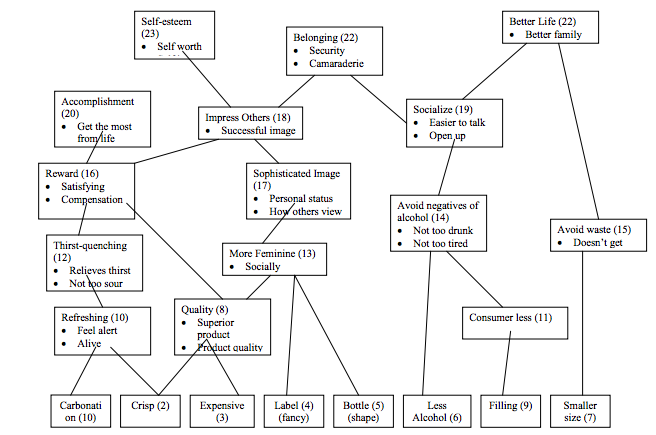 Self-esteem
(23)
• Self worth
Belonging (22)
• Security
• Camaraderie
Better Life (22)
• Better family
Accomplishment
(20)
• Get the most
from life
Impress Others (18)
• Successful image
Socialize (19)
• Easier to talk
• Open up
Reward (16)
• Satisfying
• Compensation
Sophisticated Image
(17)
• Personal status
• How others view
Avoid negatives of
alcohol (14)
• Not too drunk
• Not too tired
Avoid waste (15)
• Doesn't get
Thirst-quenching
(12)
• Relieves thirst
• Not too sour
More Feminine (13)
• Socially
Refreshing (10)
• Feel alert
• Alive
Quality (8)
• Superior
product
• Product quality
Consumer less (11)
Carbonati
on (10)
Crisp (2)
Expensive
(3)
Label (4)
(fancy)
Bottle (5)
(shape)
Less
Alcohol (6)
Filling (9)
Smaller
size (7)